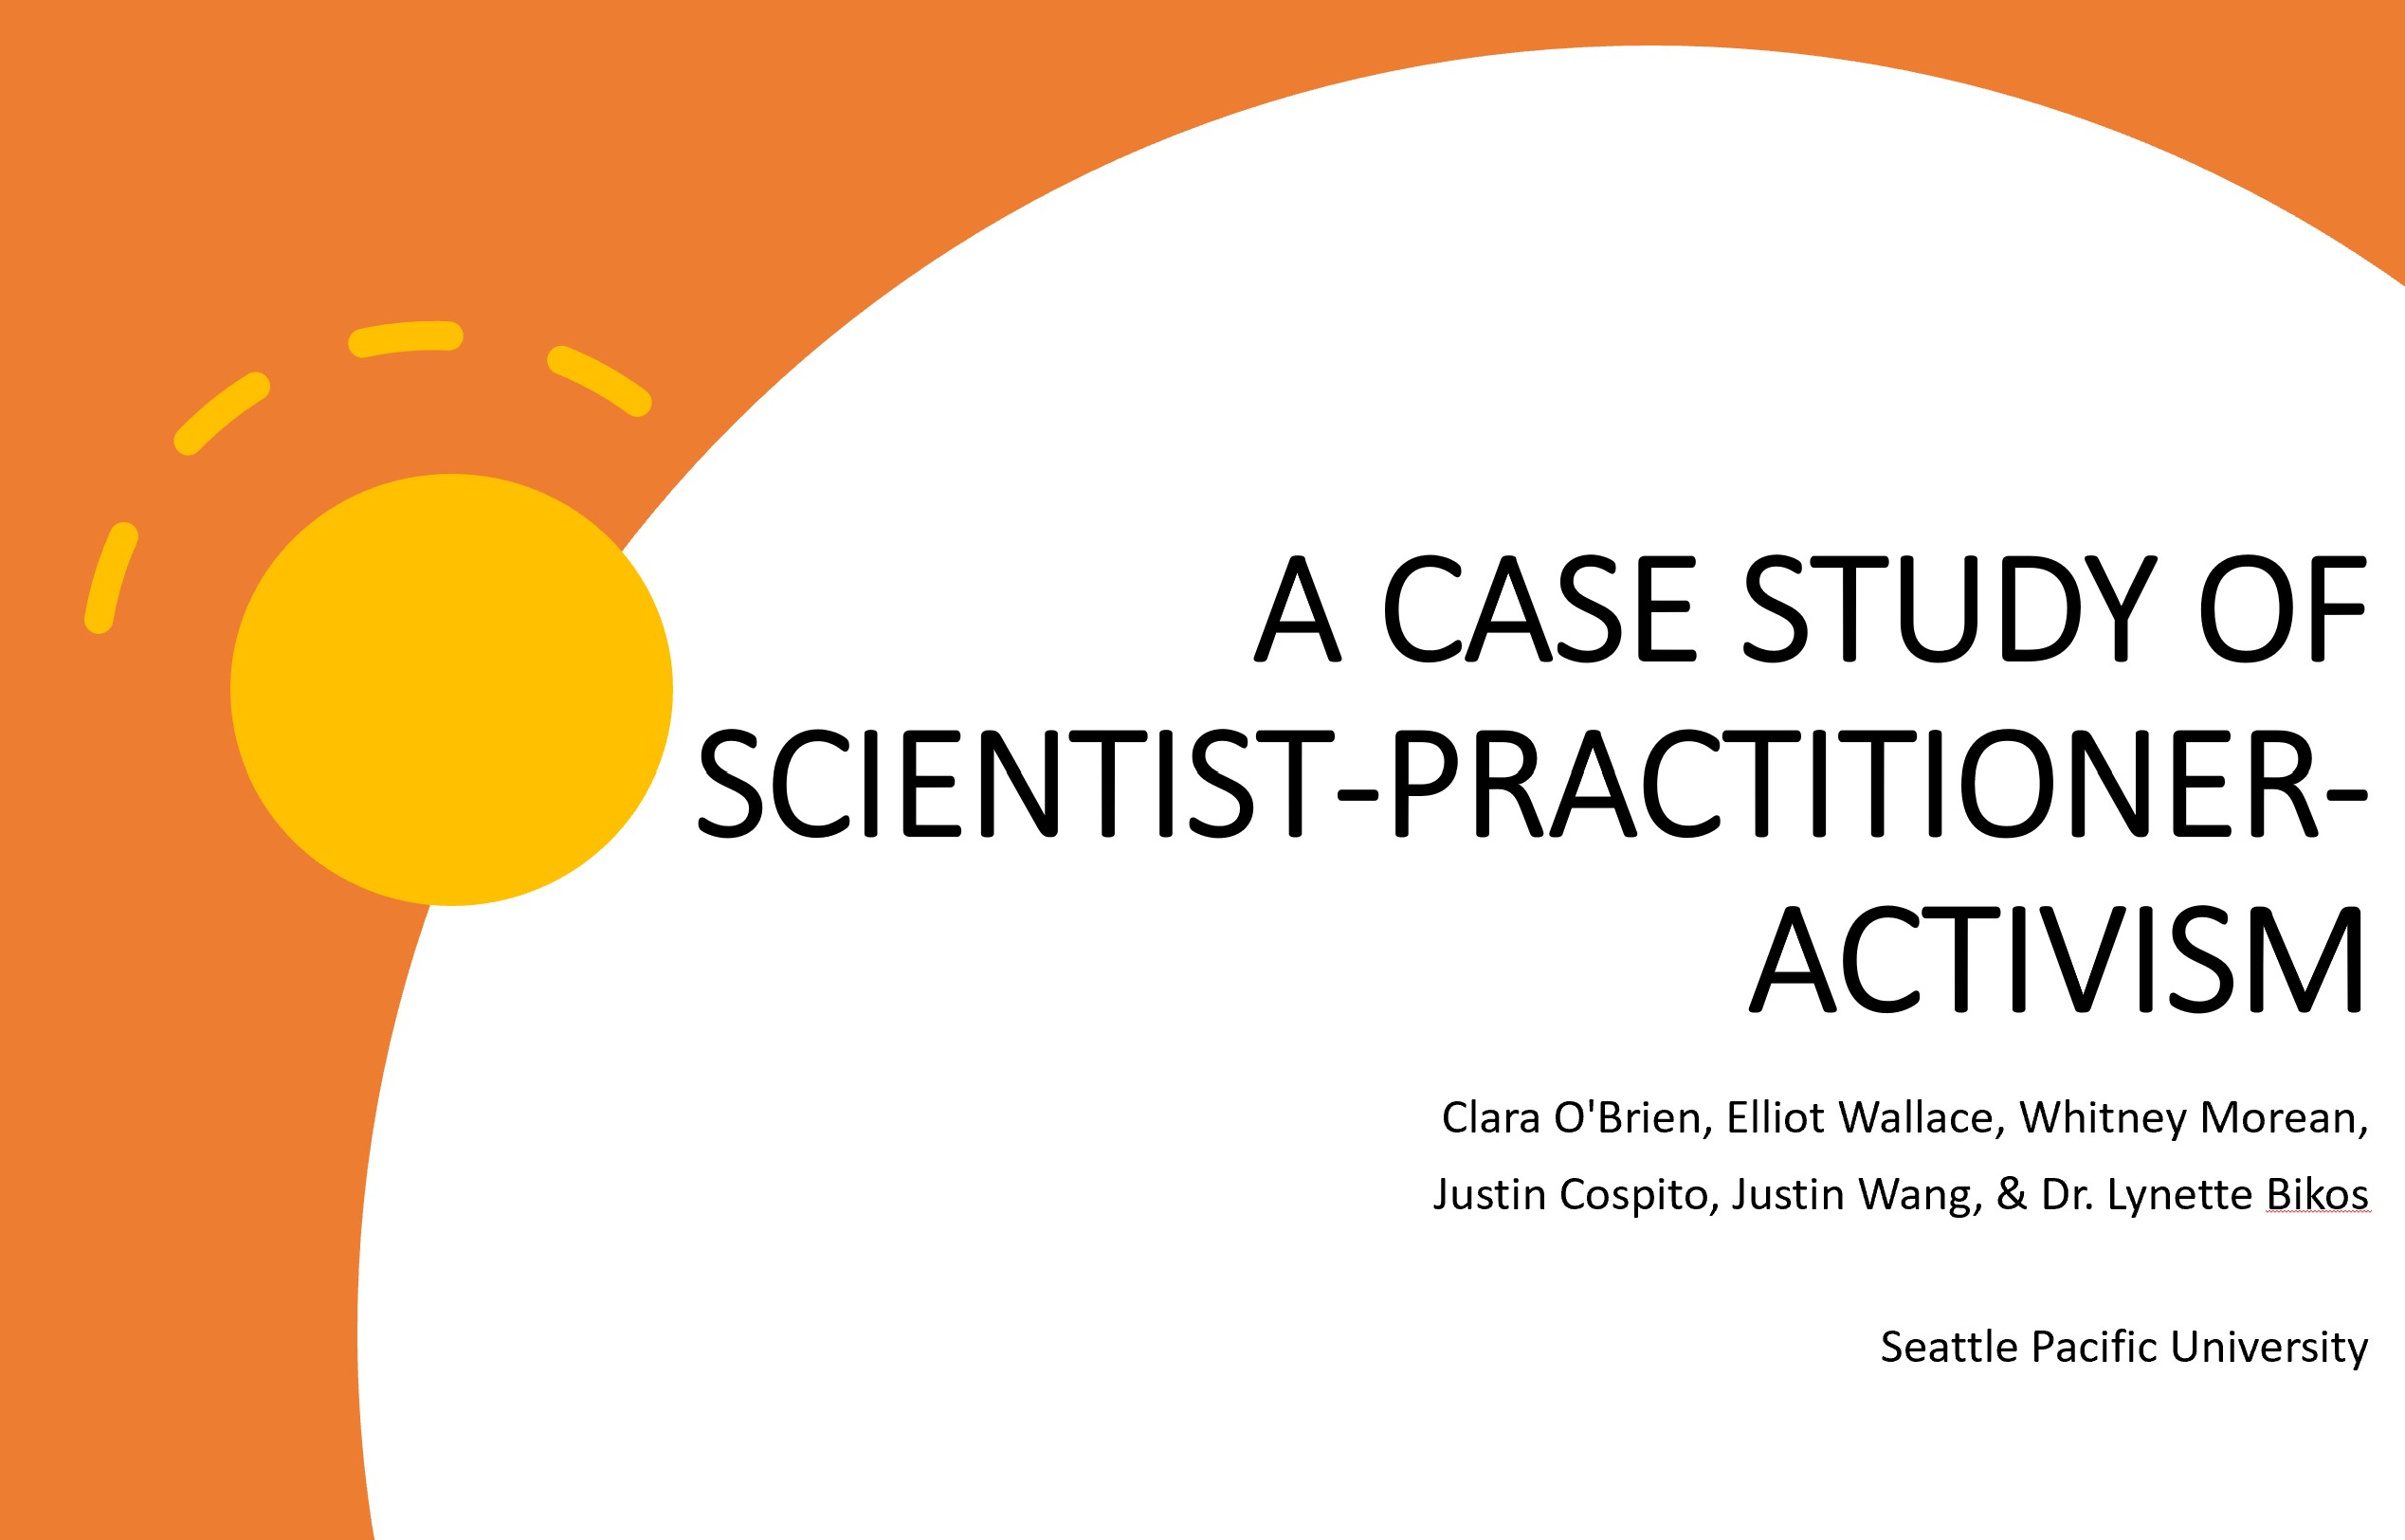 A CASE STUDY OF
SCIENTIST-PRACTITIONER-
ACTIVISM
Clara O'Brien, Elliot Wallace, Whitney Morean,
Justin Cospito, Justin Wang, & Dr. Lynette Bikos
Seattle Pacific University